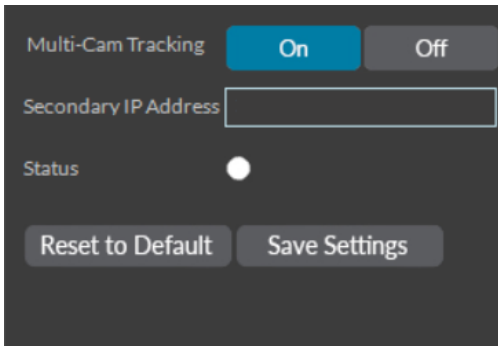 Multi-Cam Tracking On Off
Secondary IP Address
Status
Reset to Default Save Settings